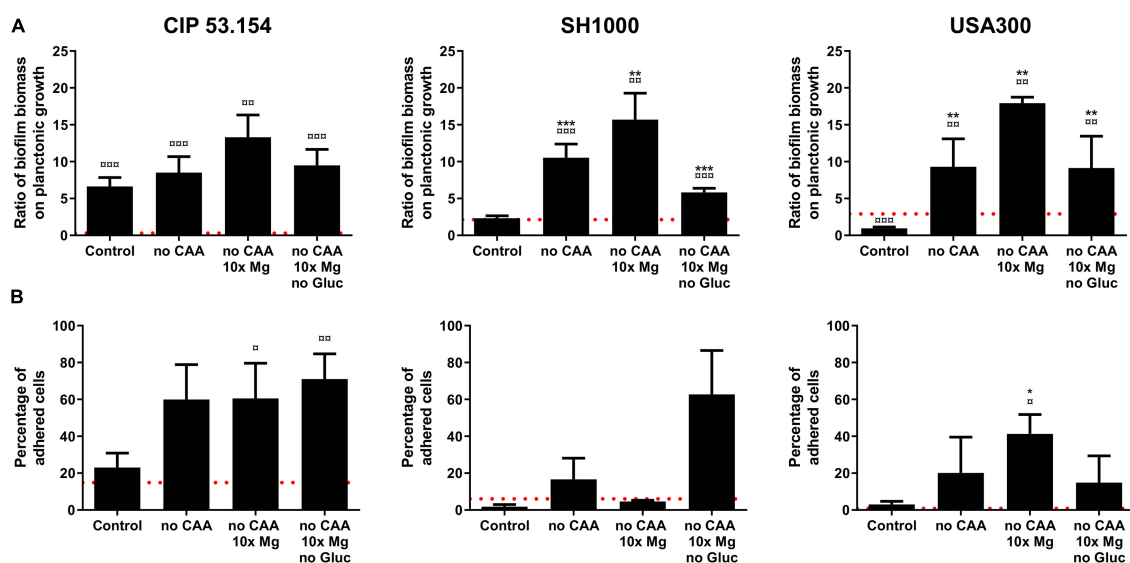 A
CIP 53.154
Ratio of biofilm biomass
on planctonic growth
25
20
15
10
5
0
¤¤¤
¤¤¤
¤¤
¤¤¤
Control
no CAA
no CAA
10x Mg
no CAA
10x Mg
no Gluc
SH1000
Ratio of biofilm biomass
on planctonic growth
25
20
15
10
5
0
***
¤¤¤
**
¤¤
***
¤¤¤
Control
no CAA
no CAA
10x Mg
no CAA
10x Mg
no Gluc
USA300
Ratio of biofilm biomass
on planctonic growth
25
20
15
10
5
0
¤¤¤
**
¤¤
**
¤¤
**
¤¤
Control
no CAA
no CAA
10x Mg
no CAA
10x Mg
no Gluc
B
Percentage of
adhered cells
100
80
60
40
20
0
¤
¤¤
Control
no CAA
no CAA
10x Mg
no CAA
10x Mg
no Gluc
Percentage of
adhered cells
100
80
60
40
20
0
Control
no CAA
no CAA
10x Mg
no CAA
10x Mg
no Gluc
Percentage of
adhered cells
100
80
60
40
20
0
*
¤
Control
no CAA
no CAA
10x Mg
no CAA
10x Mg
no Gluc